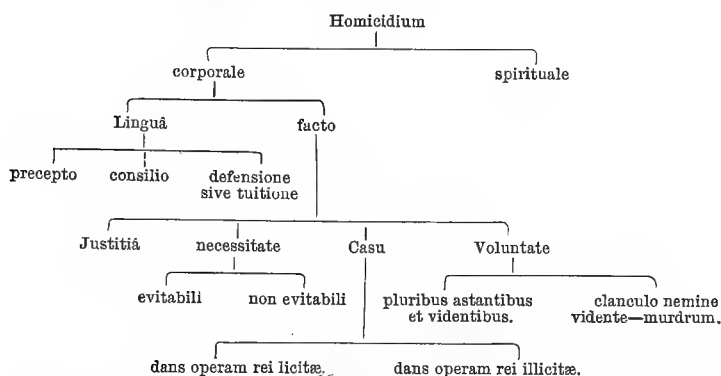 Homicidium
corporale spirituale
Linguâ facto
precepto consilio defensione
sive tuitione
Justitiâ necessitate Casu Voluntate
evitabili non evitabili pluribus astantibus clanculo nemine
et videntibus. vidente—murdrum.
dans operam rei licitæ. dans operam rei illicitæ.